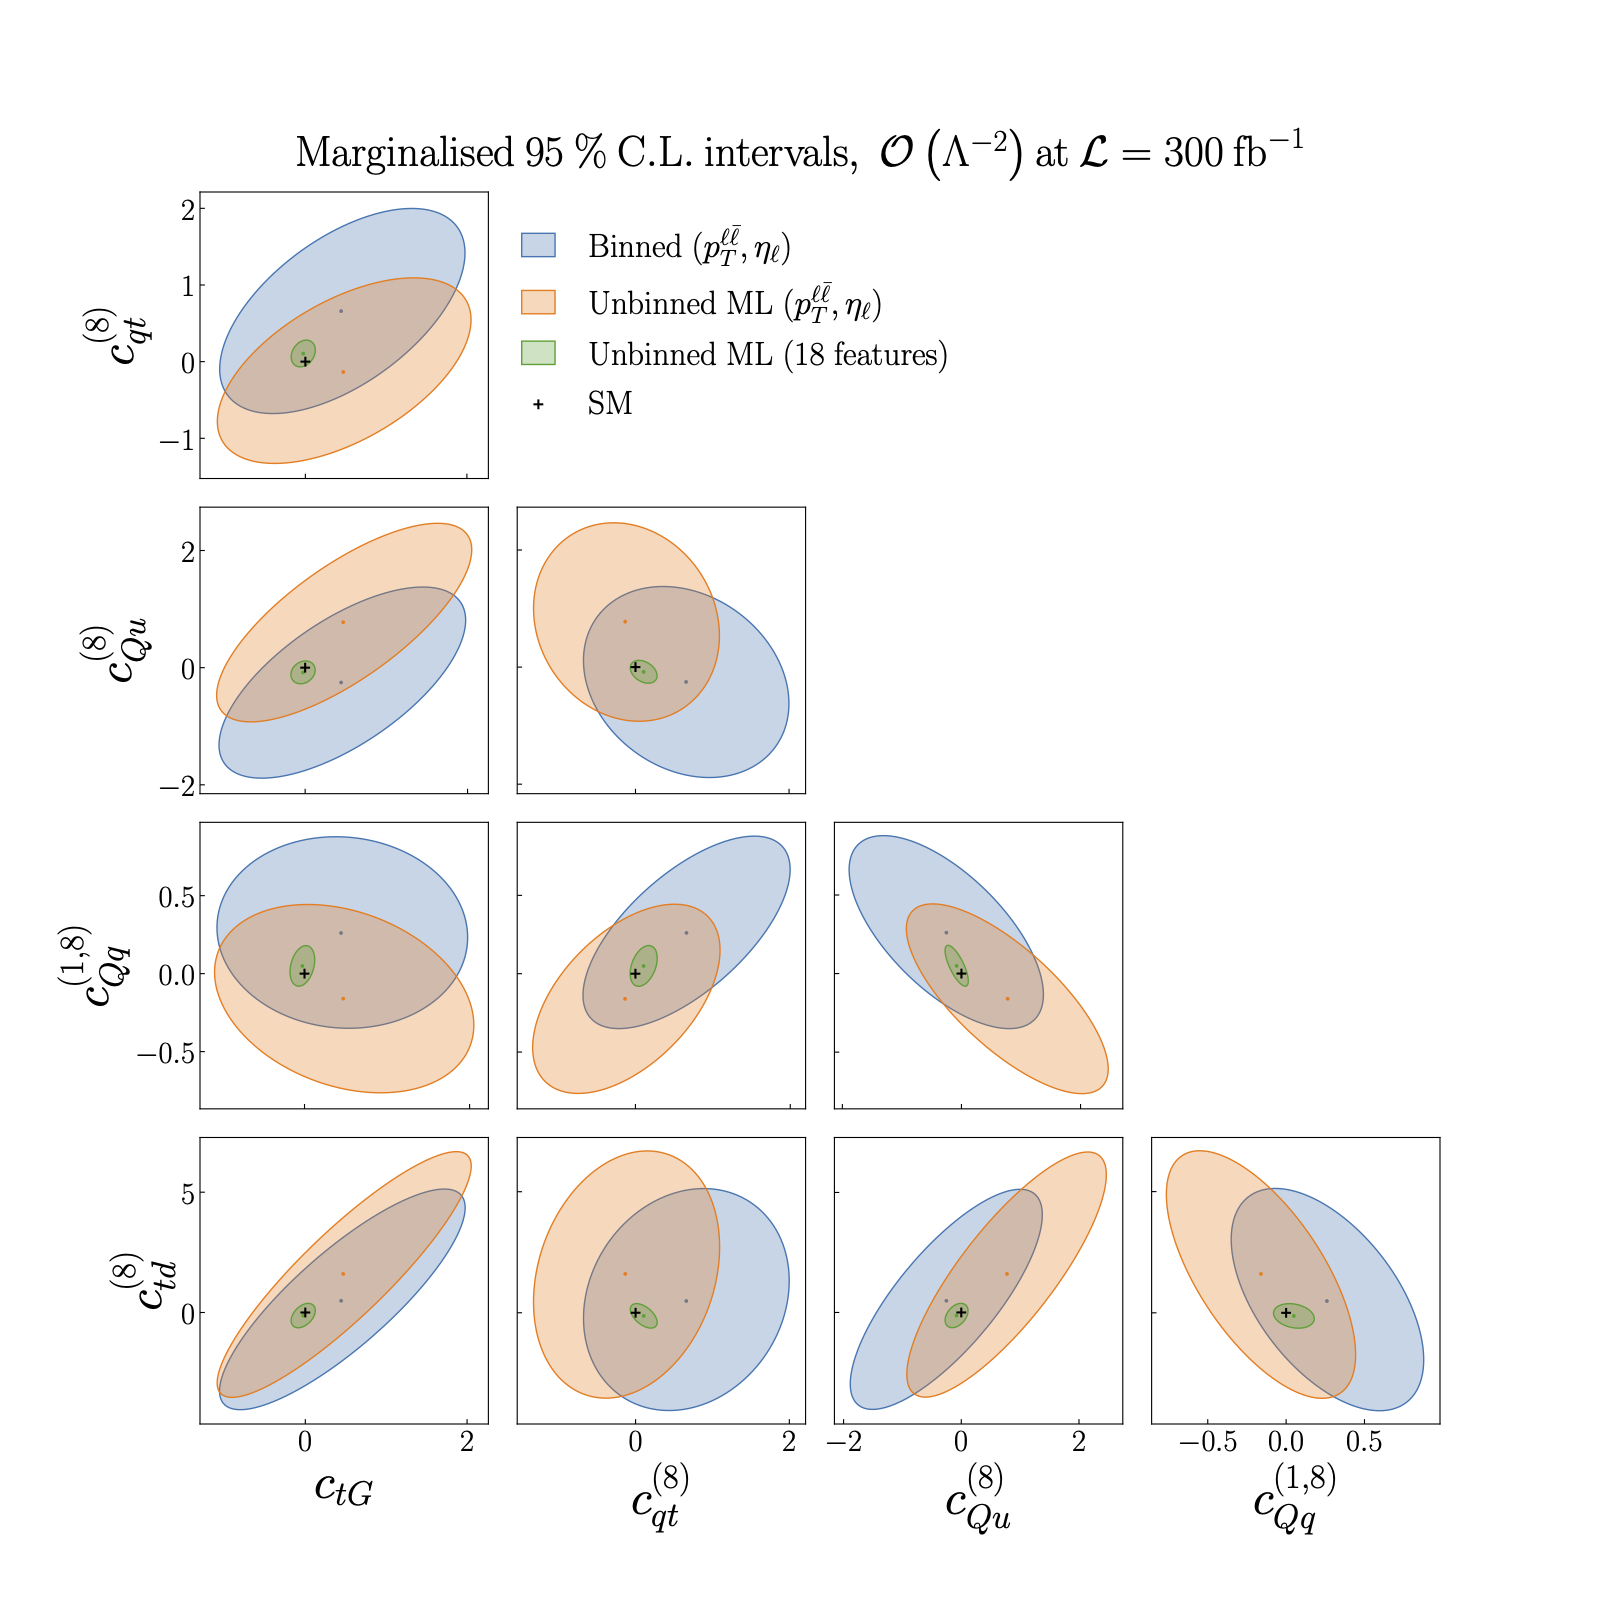 Marginalised 95 % C.L. intervals, 𝓞 (Λ⁻²) at 𝓛 = 300 fb⁻¹
Binned (p_T^{ℓℓ̄}, η_ℓ)
Unbinned ML (p_T^{ℓℓ̄}, η_ℓ)
Unbinned ML (18 features)
SM
2
1
0
−1
c_{qt}^{(8)}
2
0
−2
c_{Qu}^{(8)}
0.5
0.0
−0.5
c_{Qq}^{(1,8)}
5
0
c_{td}^{(8)}
0 2 0 2 −2 0 2 −0.5 0.0 0.5
c_{tG} c_{qt}^{(8)} c_{Qu}^{(8)} c_{Qq}^{(1,8)}